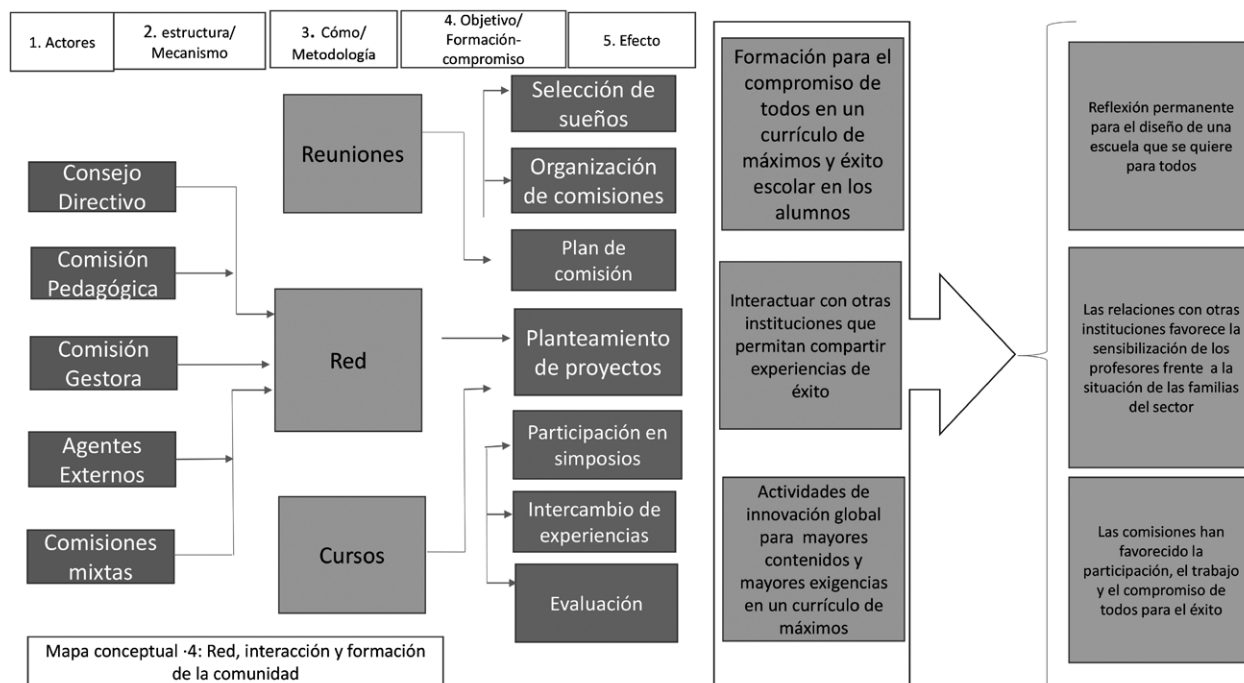 1. Actores
2. estructura/
Mecanismo
3. Cómo/
Metodología
4. Objetivo/
Formación-
compromiso
5. Efecto
Consejo
Directivo
Comisión
Pedagógica
Comisión
Gestora
Agentes
Externos
Comisiones
mixtas
Reuniones
Red
Cursos
Selección de
sueños
Organización
de comisiones
Plan de
comisión
Planteamiento
de proyectos
Participación en
simposios
Intercambio de
experiencias
Evaluación
Formación para el
compromiso de
todos en un
currículo de
máximos y éxito
escolar en los
alumnos
Interactuar con otras
instituciones que
permitan compartir
experiencias de
éxito
Actividades de
innovación global
para mayores
contenidos y
mayores exigencias
en un currículo de
máximos
Reflexión permanente
para el diseño de una
escuela que se quiere
para todos
Las relaciones con otras
instituciones favorece la
sensibilización de los
profesores frente a la
situación de las familias
del sector
Las comisiones han
favorecido la
participación, el trabajo
y el compromiso de
todos para el éxito
Mapa conceptual ·4: Red, interacción y formación
de la comunidad